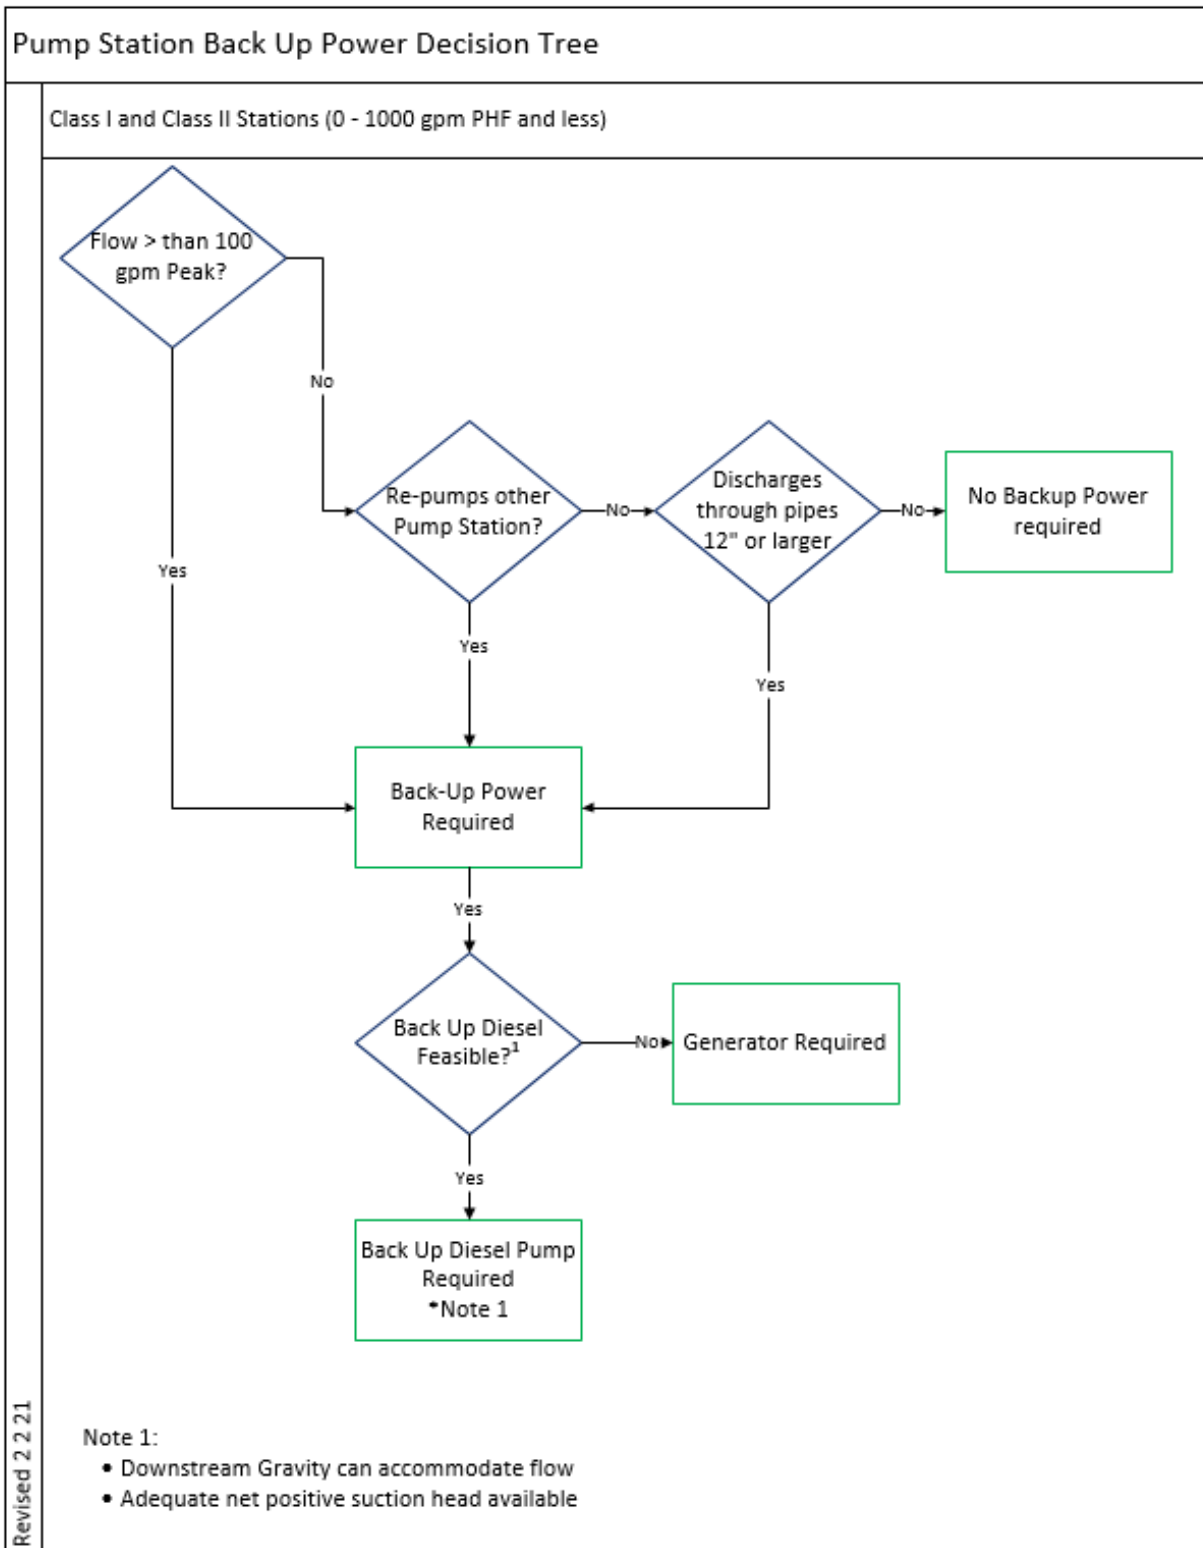 Pump Station Back Up Power Decision Tree
Class I and Class II Stations (0 - 1000 gpm PHF and less)
Flow > than 100
gpm Peak?
No
Yes
Re-pumps other
Pump Station?
No
Discharges
through pipes
12" or larger
No
No Backup Power
required
Yes
Yes
Back-Up Power
Required
Yes
Back Up Diesel
Feasible?¹
No
Generator Required
Yes
Back Up Diesel Pump
Required
*Note 1
Note 1:
• Downstream Gravity can accommodate flow
• Adequate net positive suction head available
Revised 2 2 21